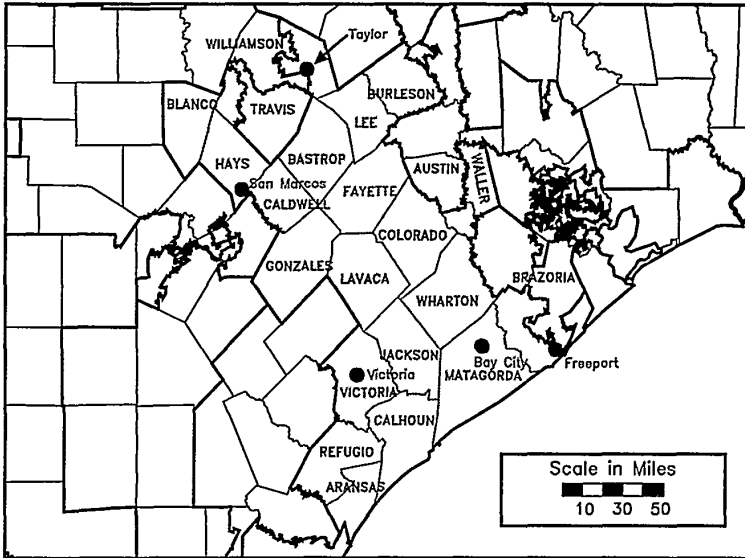 WILLIAMSON
Taylor
BURLESON
BLANCO
TRAVIS
LEE
HAYS
BASTROP
AUSTIN
WALLER
San Marcos
CALDWELL
FAYETTE
COLORADO
GONZALES
LAVACA
BRAZORIA
WHARTON
JACKSON
Bay City
MATAGORDA
Freeport
Victoria
VICTORIA
CALHOUN
REFUGIO
ARANSAS
Scale in Miles
10 30 50